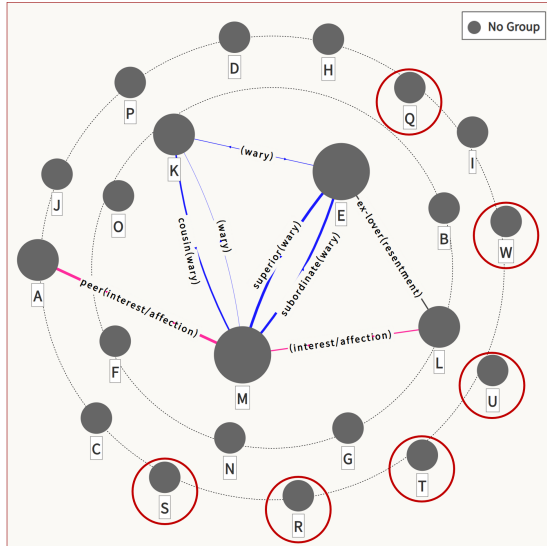 No Group
D
H
P
Q
I
K
(wary)
E
J
O
B
W
cousin(wary)
(wary)
superior(wary)
subordinate(wary)
ex-lover(resentment)
A
peer(interest/affection)
(interest/affection)
L
F
M
U
C
N
G
T
S
R